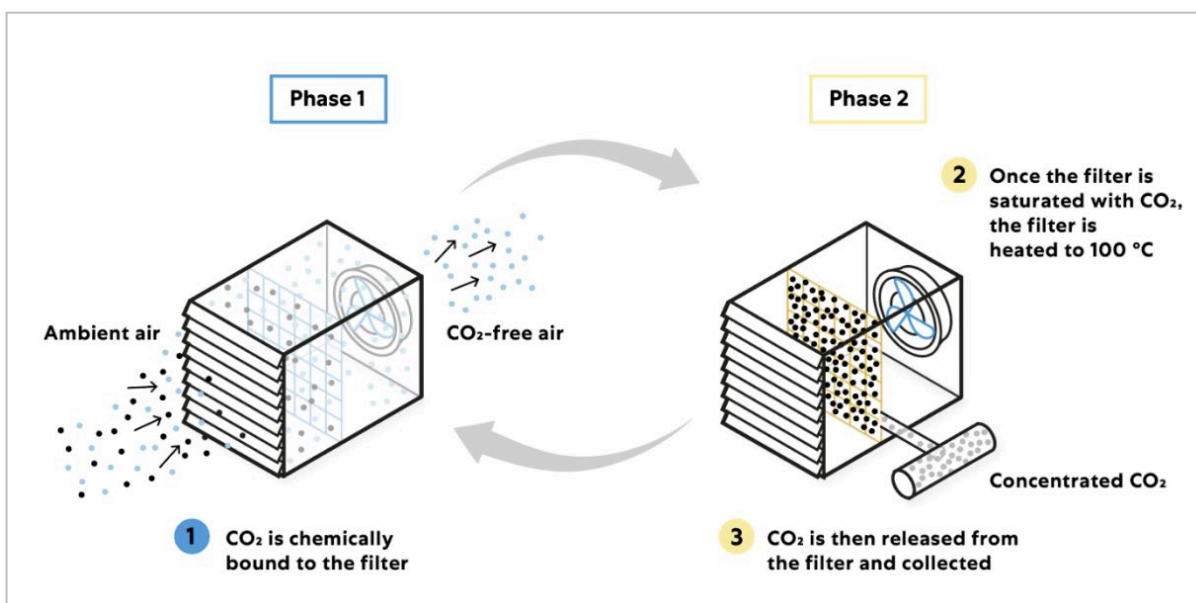 Phase 1
Phase 2
2
Once the filter is
saturated with CO₂,
the filter is
heated to 100 °C
Ambient air
CO₂-free air
Concentrated CO₂
1
CO₂ is chemically
bound to the filter
3
CO₂ is then released from
the filter and collected